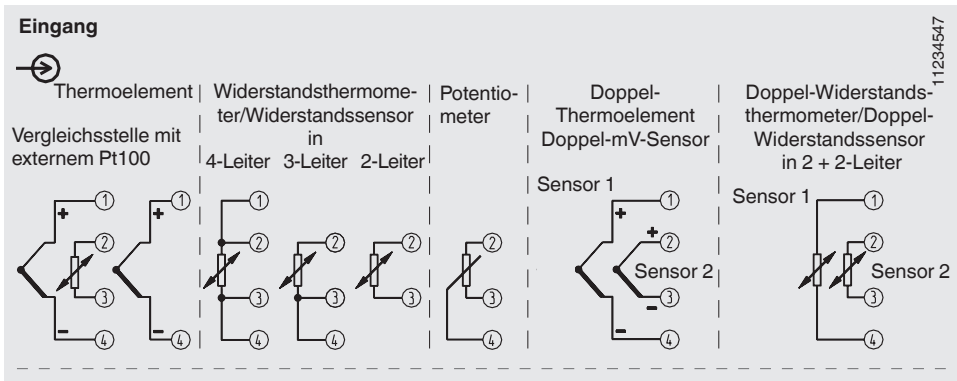 Eingang
11234547
Thermoelement
Vergleichsstelle mit
externem Pt100
Widerstandsthermome-
ter/Widerstandssensor
in
4-Leiter 3-Leiter 2-Leiter
Potentio-
meter
Doppel-
Thermoelement
Doppel-mV-Sensor
Doppel-Widerstands-
thermometer/Doppel-
Widerstandssensor
in 2 + 2-Leiter
+ 1 2 3 - 4
+ 1 - 4
1 2 3 4
2 3 4
2 3
2 3 4
Sensor 1
+ 1 + 2
Sensor 2
3 - - 4
Sensor 1
1 2
Sensor 2
3 4